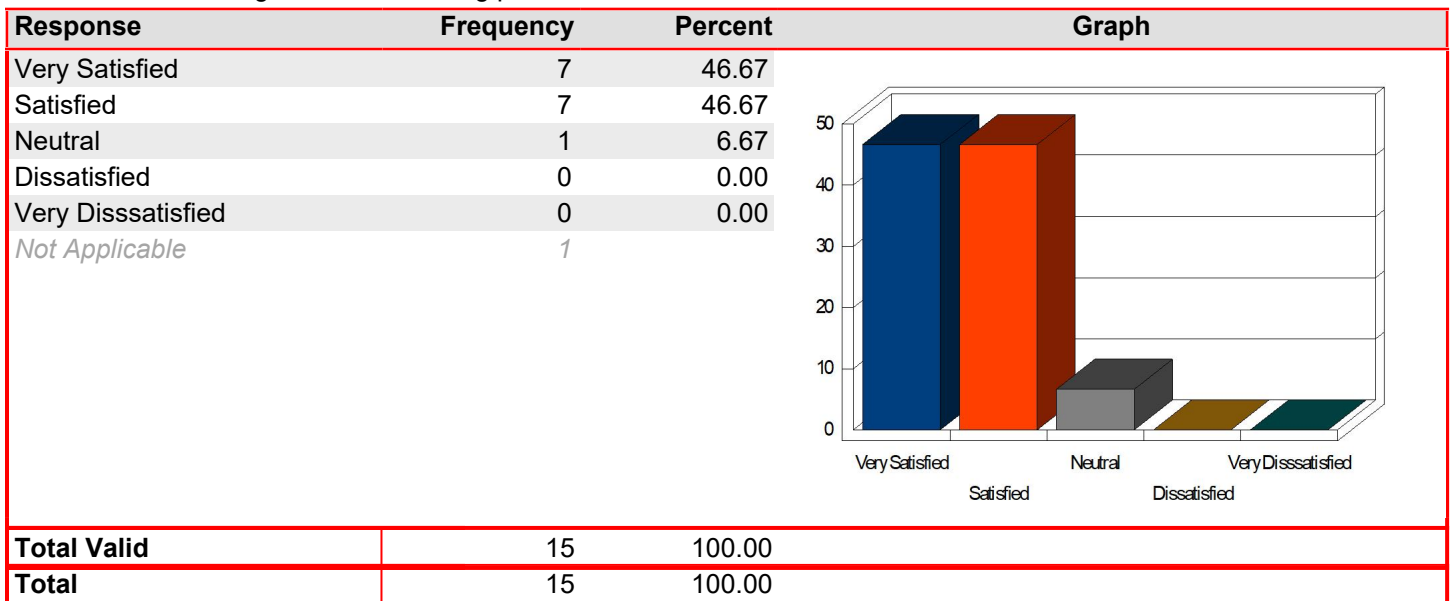 Response Frequency Percent Graph
Very Satisfied 7 46.67
Satisfied 7 46.67
Neutral 1 6.67
Dissatisfied 0 0.00
Very Disssatisfied 0 0.00
Not Applicable 1
50
40
30
20
10
0
Very Satisfied Neutral Very Disssatisfied
Satisfied Dissatisfied
Total Valid 15 100.00
Total 15 100.00